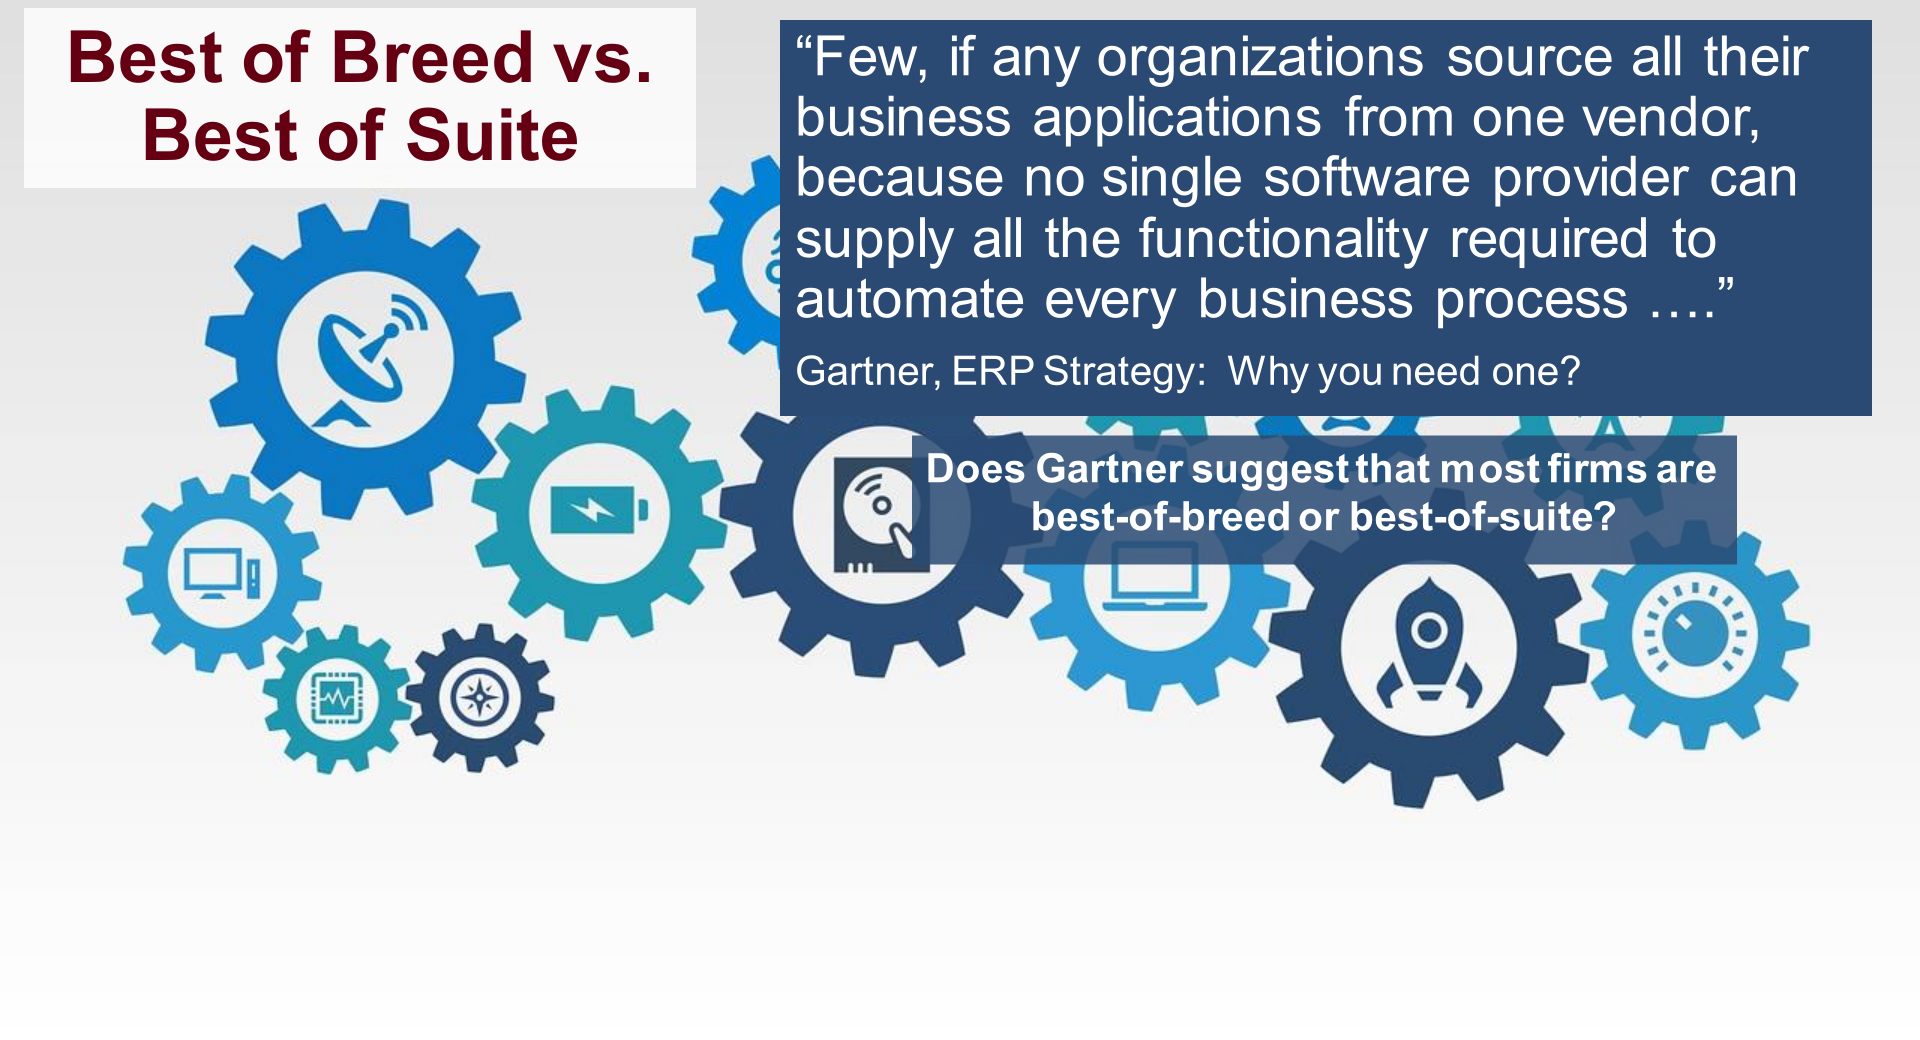 Best of Breed vs.
Best of Suite
“Few, if any organizations source all their
business applications from one vendor,
because no single software provider can
supply all the functionality required to
automate every business process ….”
Gartner, ERP Strategy:  Why you need one?
Does Gartner suggest that most firms are
best-of-breed or best-of-suite?